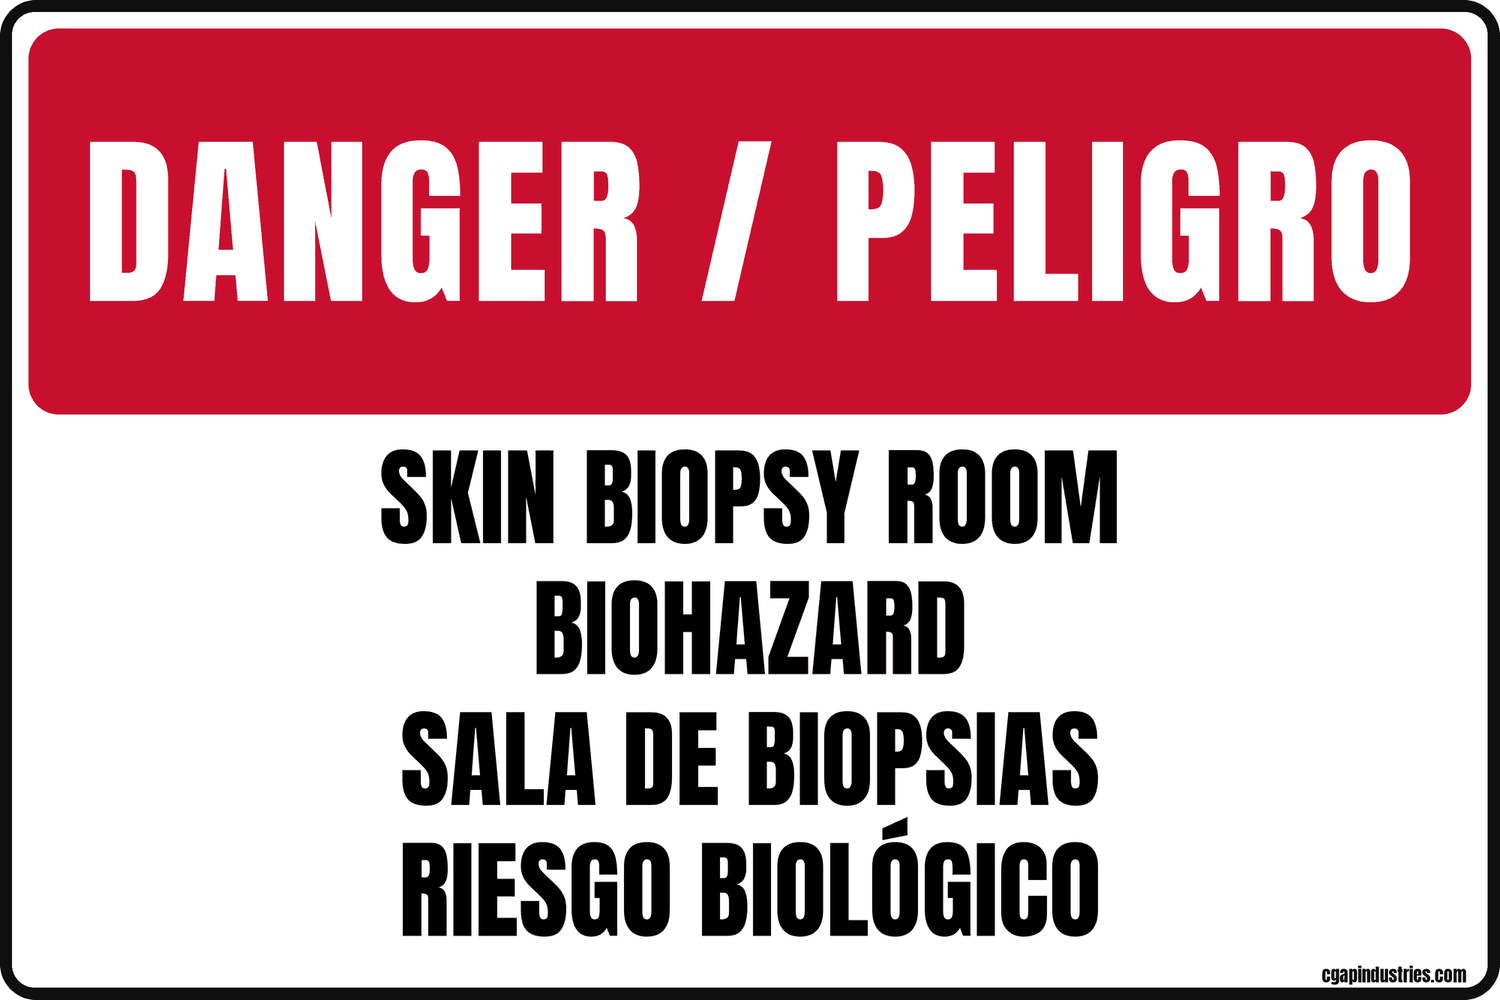 DANGER / PELIGRO
SKIN BIOPSY ROOM
BIOHAZARD
SALA DE BIOPSIAS
RIESGO BIOLÓGICO
cgapindustries.com